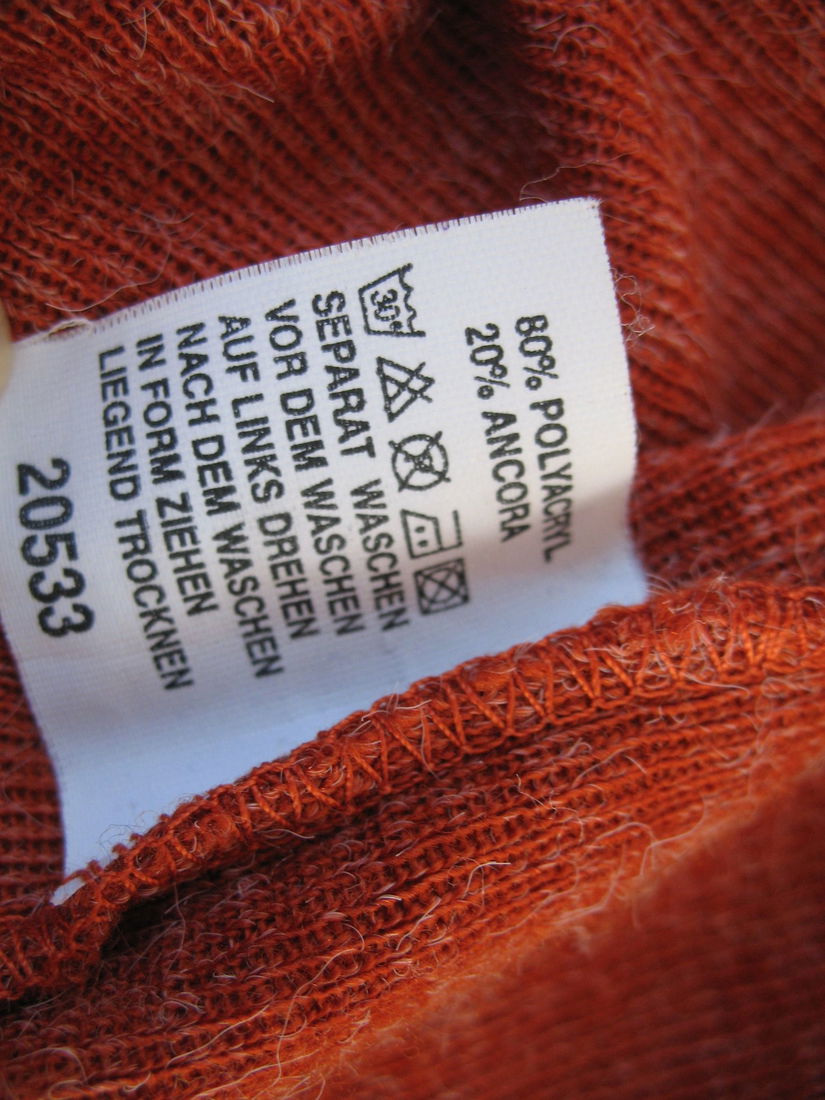 80% POLYACRYL
20% ANCORA
30°
SEPARAT WASCHEN
VOR DEM WASCHEN
AUF LINKS DREHEN
NACH DEM WASCHEN
IN FORM ZIEHEN
LIEGEND TROCKNEN
20533